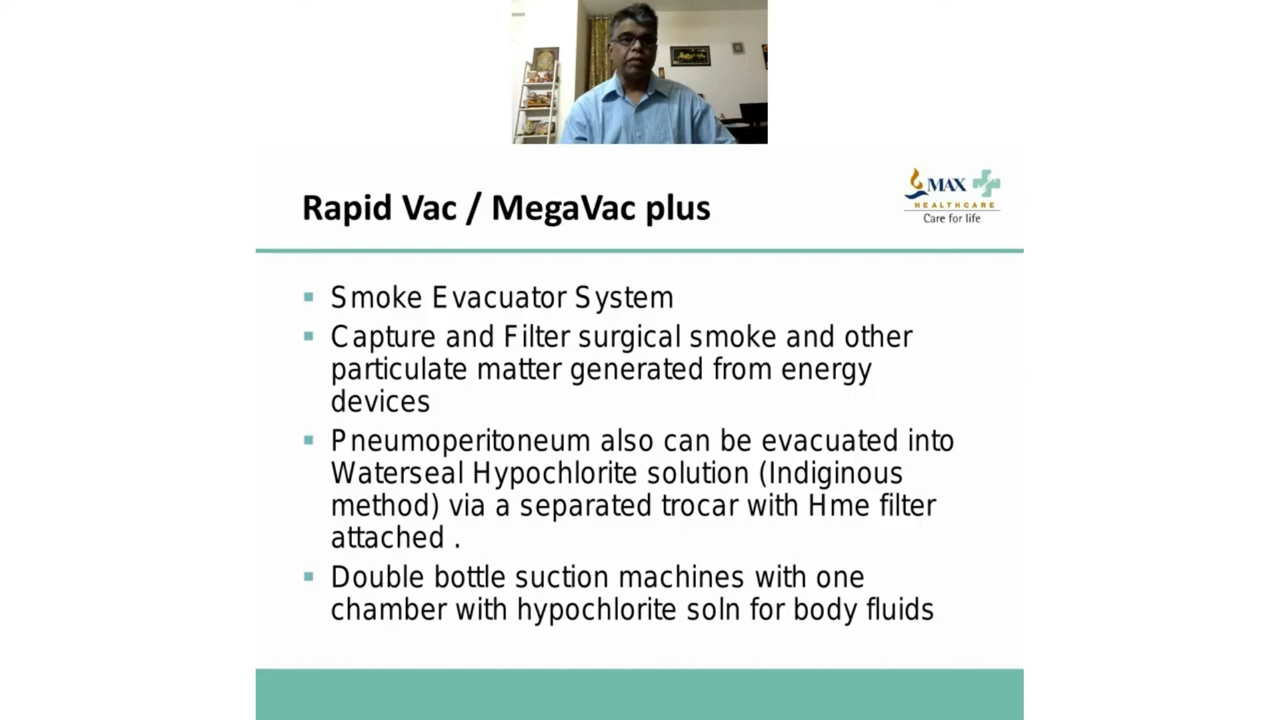 Rapid Vac / MegaVac plus
MAX
HEALTHCARE
Care for life
Smoke Evacuator System
Capture and Filter surgical smoke and other
particulate matter generated from energy
devices
Pneumoperitoneum also can be evacuated into
Waterseal Hypochlorite solution (Indiginous
method) via a separated trocar with Hme filter
attached .
Double bottle suction machines with one
chamber with hypochlorite soln for body fluids